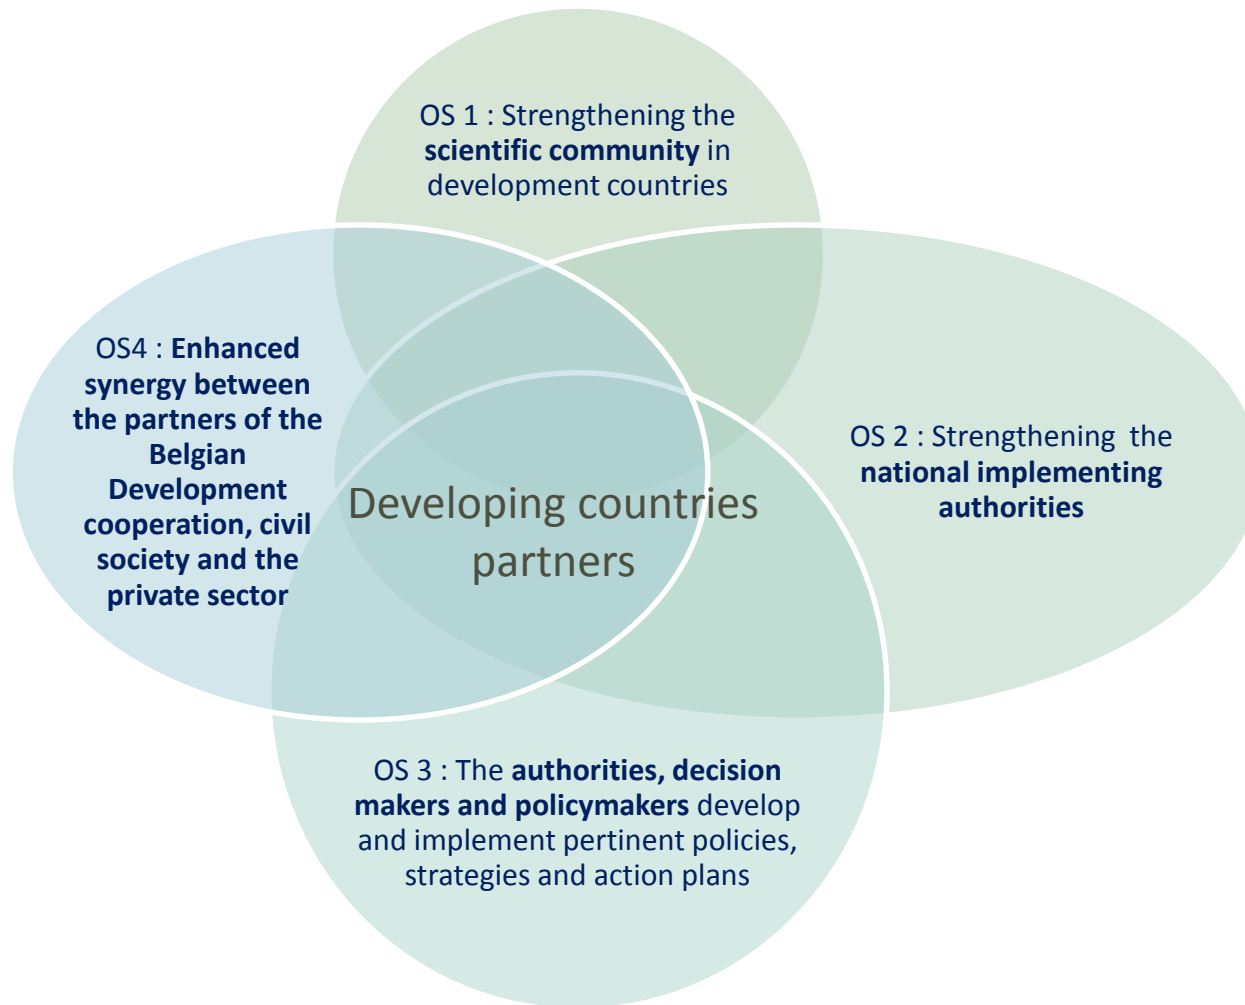 OS 1 : Strengthening the
scientific community in
development countries
OS4 : Enhanced
synergy between
the partners of the
Belgian
Development
cooperation, civil
society and the
private sector
OS 2 : Strengthening  the
national implementing
authorities
Developing countries
partners
OS 3 : The authorities, decision
makers and policymakers develop
and implement pertinent policies,
strategies and action plans